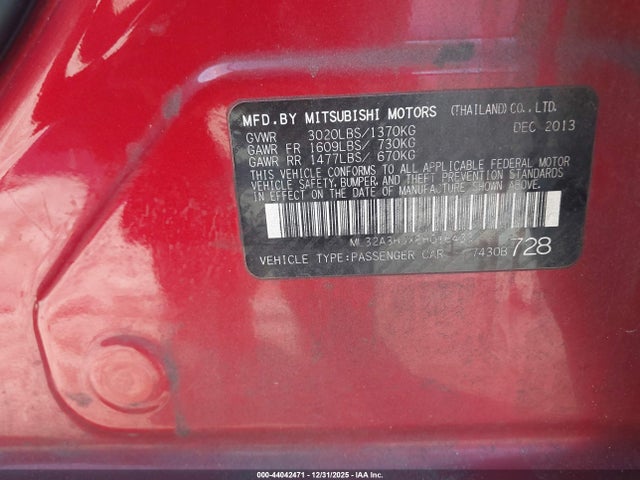 MFD.BY MITSUBISHI MOTORS (THAILAND)CO.,LTD.
GVWR 3020LBS/1370KG DEC 2013
GAWR FR 1609LBS/ 730KG
GAWR RR 1477LBS/ 670KG
THIS VEHICLE CONFORMS TO ALL APPLICABLE FEDERAL MOTOR
VEHICLE SAFETY, BUMPER, AND THEFT PREVENTION STANDARDS
IN EFFECT ON THE DATE OF MANUFACTURE SHOWN ABOVE.
VEHICLE TYPE:PASSENGER CAR 7430B 728
000-44042471 - 12/31/2025 - IAA Inc.